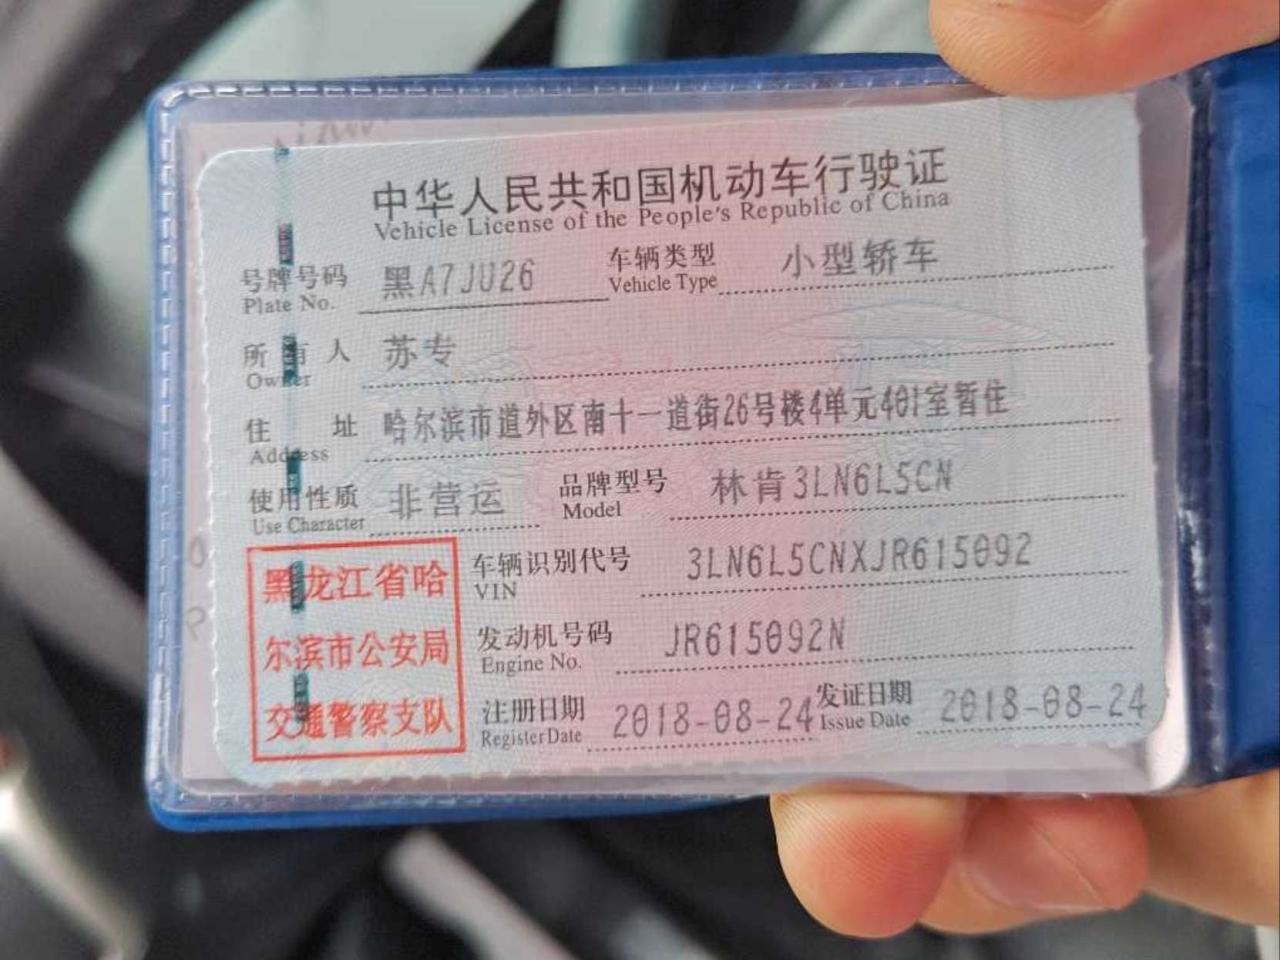 中华人民共和国机动车行驶证
Vehicle License of the People's Republic of China
号牌号码 黑A7JU26 车辆类型 小型轿车
Plate No. Vehicle Type
所有人 苏专
Owner
住址 哈尔滨市道外区南十一道街26号楼4单元401室暂住
Address
使用性质 非营运 品牌型号 林肯3LN6L5CN
Use Character Model
车辆识别代号 3LN6L5CNXJR615092
VIN
发动机号码 JR615092N
Engine No.
注册日期 2018-08-24 发证日期 2018-08-24
Register Date Issue Date
黑龙江省哈
尔滨市公安局
交通警察支队